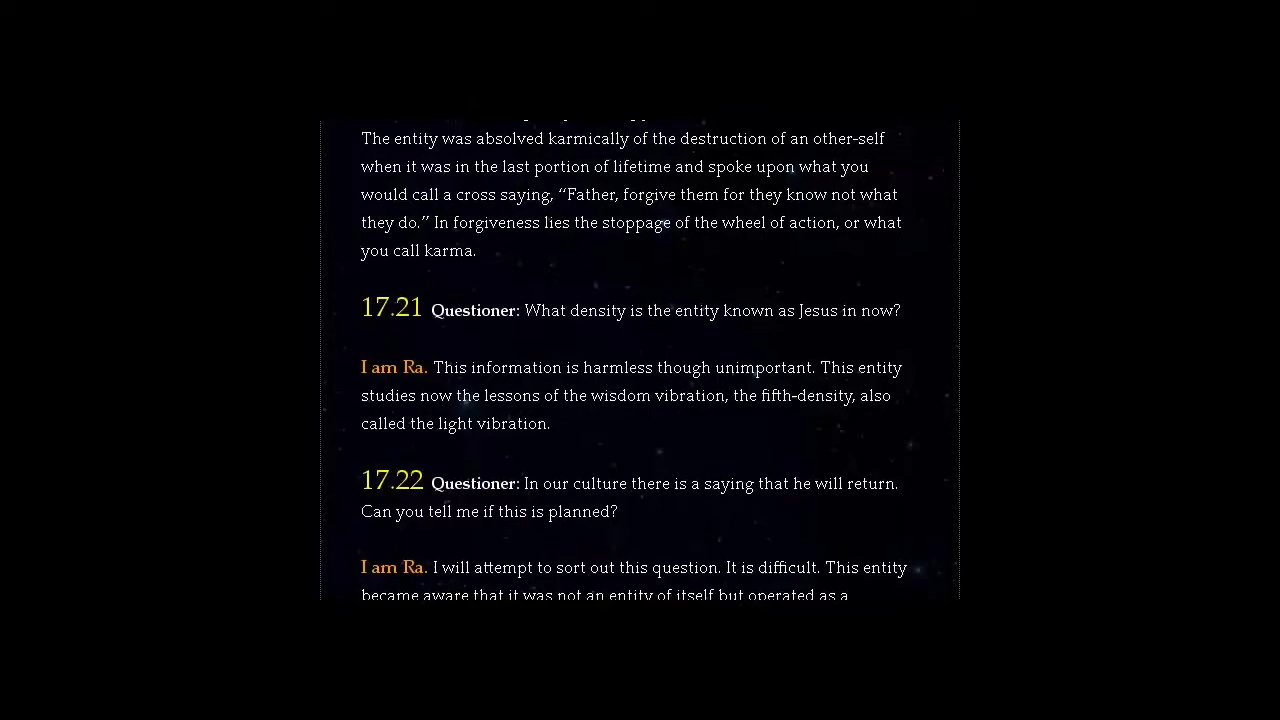 The entity was absolved karmically of the destruction of an other-self
when it was in the last portion of lifetime and spoke upon what you
would call a cross saying, “Father, forgive them for they know not what
they do.” In forgiveness lies the stoppage of the wheel of action, or what
you call karma.
17.21 Questioner: What density is the entity known as Jesus in now?
I am Ra. This information is harmless though unimportant. This entity
studies now the lessons of the wisdom vibration, the fifth-density, also
called the light vibration.
17.22 Questioner: In our culture there is a saying that he will return.
Can you tell me if this is planned?
I am Ra. I will attempt to sort out this question. It is difficult. This entity
became aware that it was not an entity of itself but operated as a